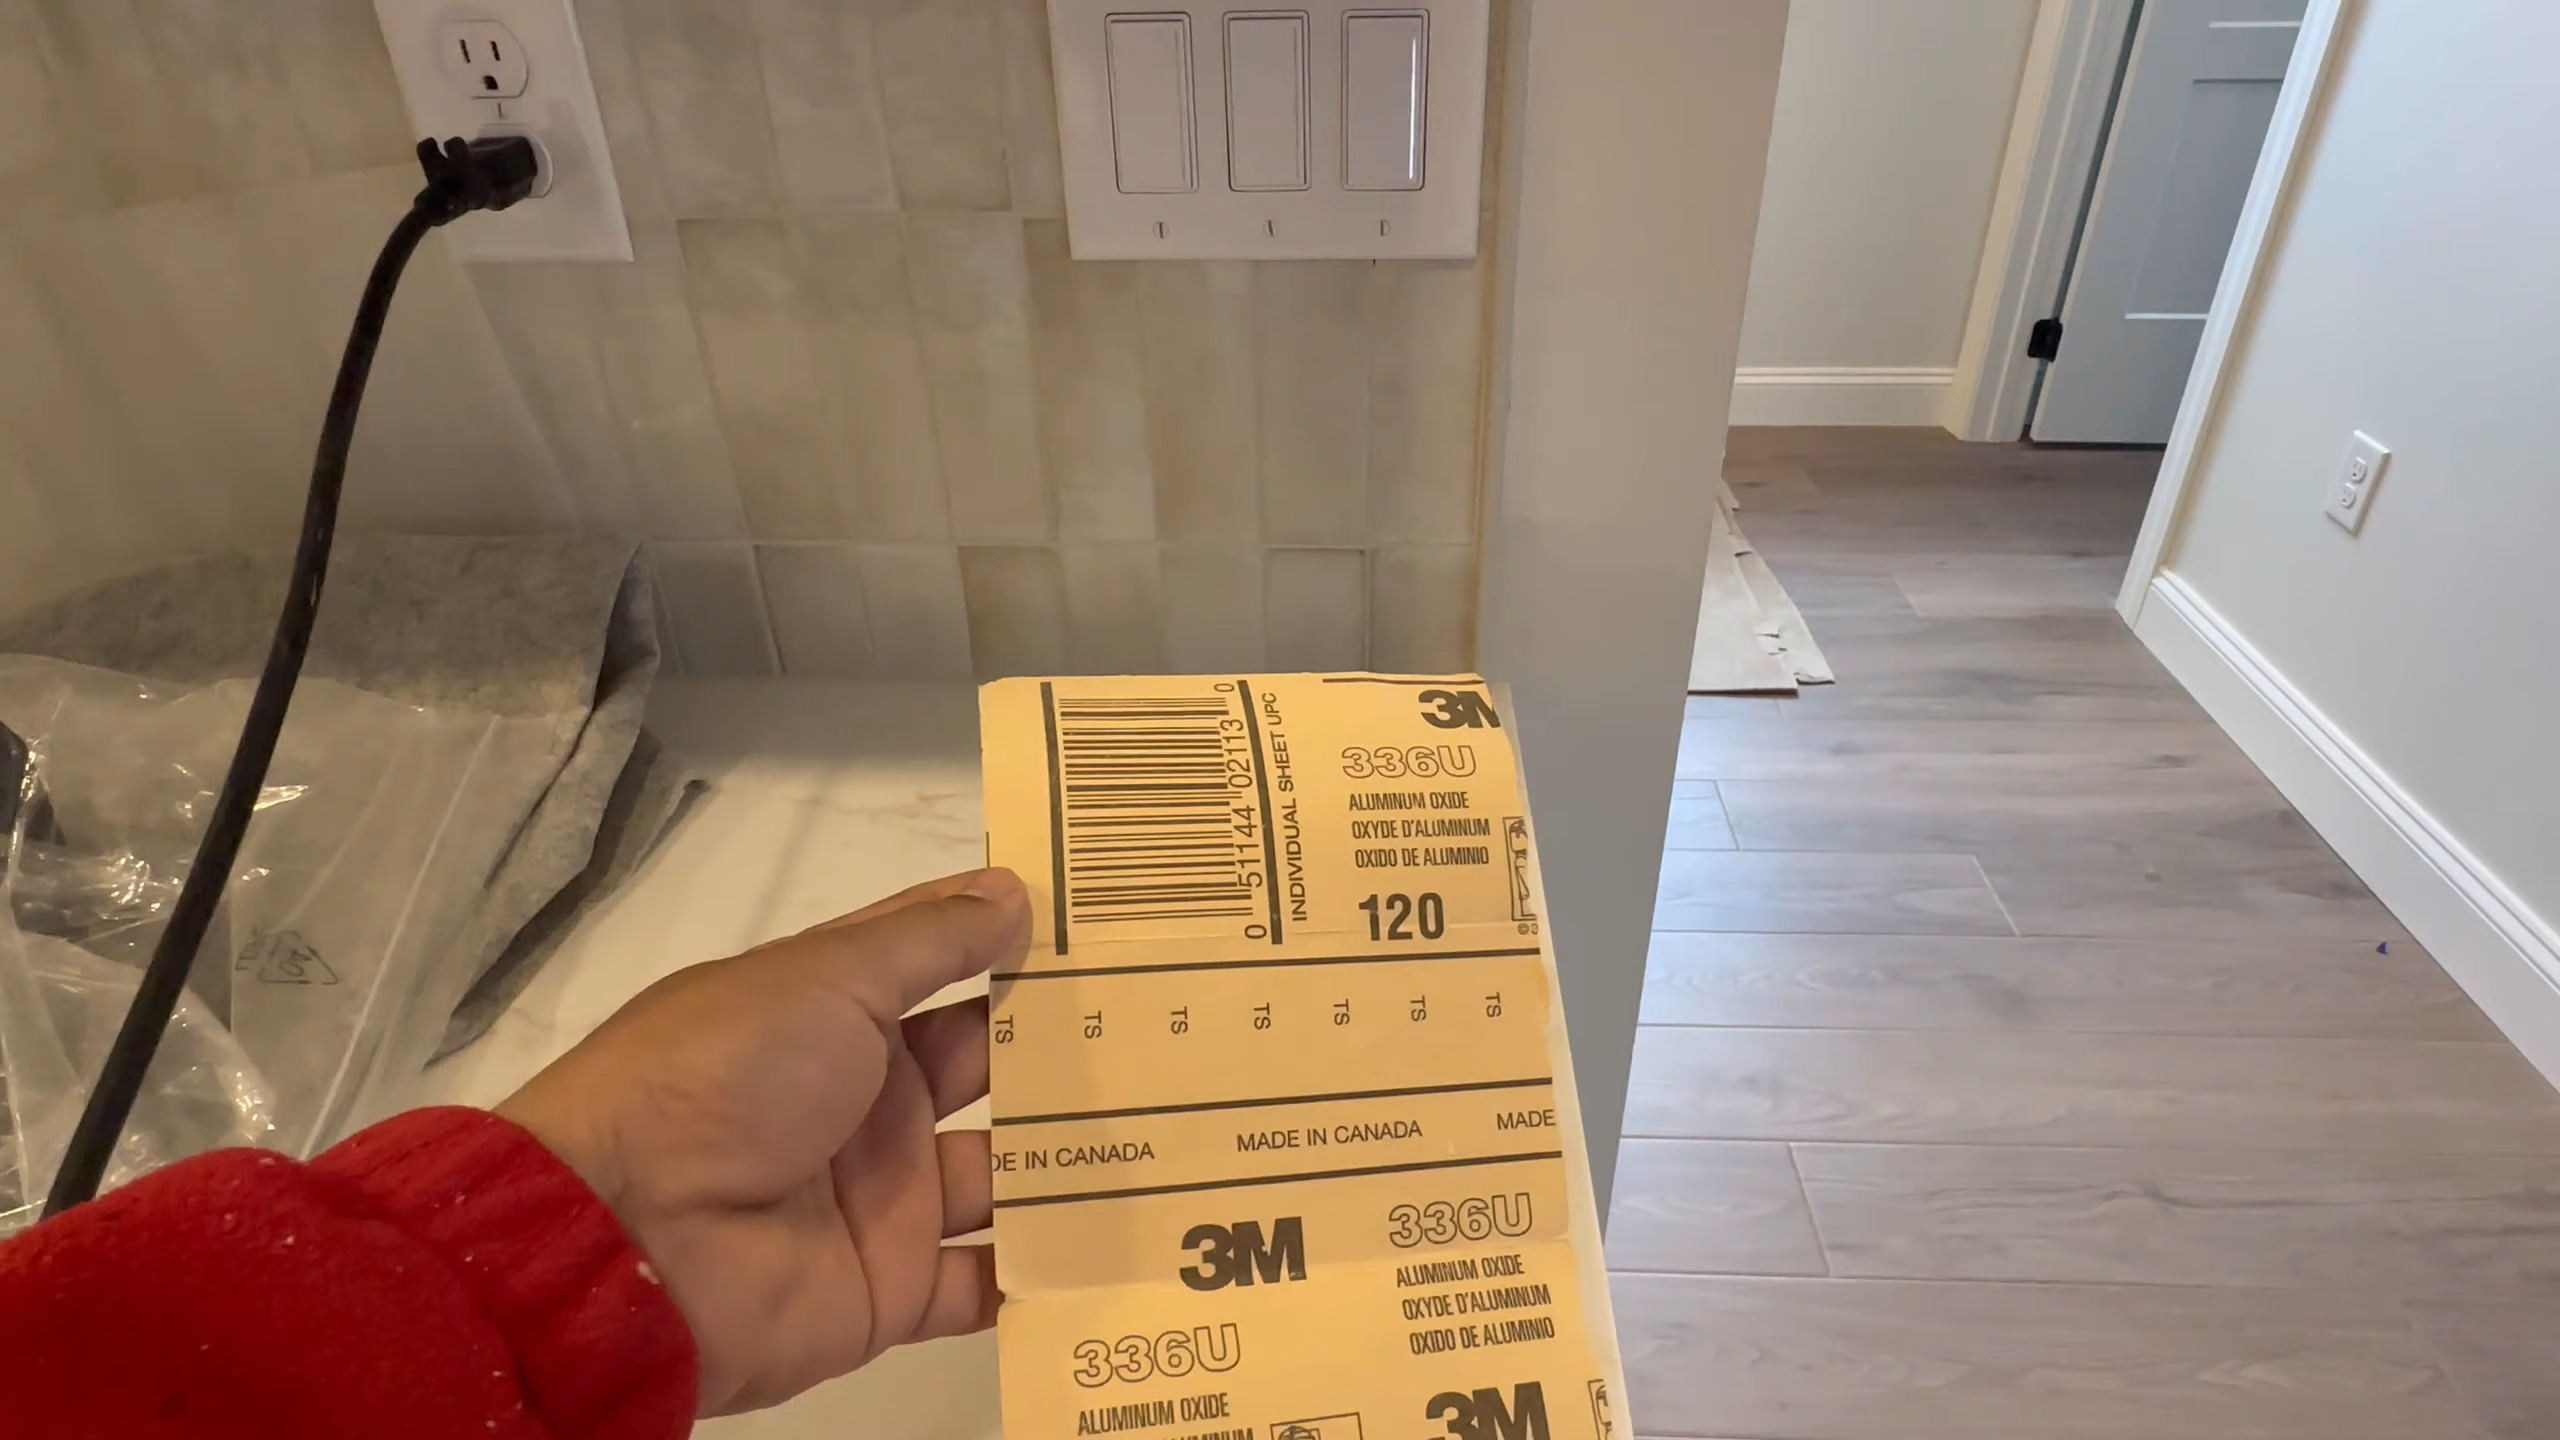 3M
336U
ALUMINUM OXIDE
OXYDE D'ALUMINUM
OXIDO DE ALUMINIO
120
INDIVIDUAL SHEET UPC
0 51144 02113 0
TS TS TS TS TS TS TS
DE IN CANADA MADE IN CANADA MADE
3M
336U
ALUMINUM OXIDE
OXYDE D'ALUMINUM
OXIDO DE ALUMINIO
336U
ALUMINUM OXIDE
3M